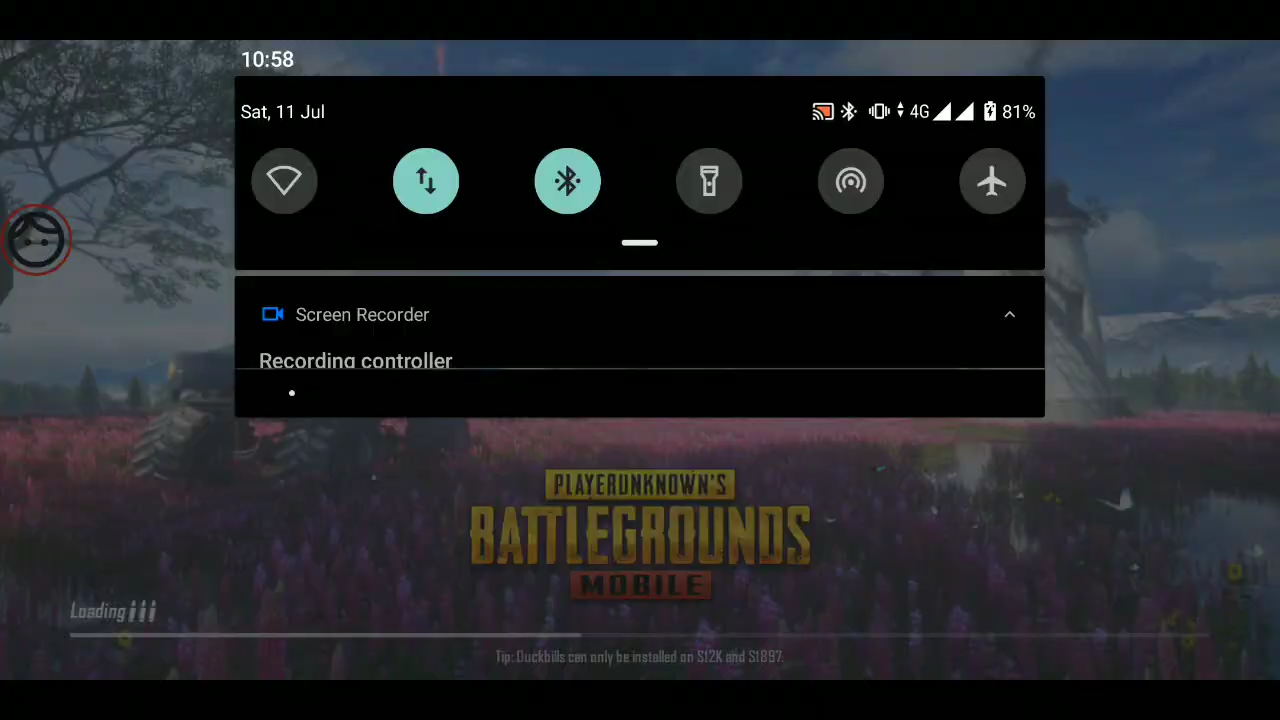 10:58
Sat, 11 Jul
4G
81%
Screen Recorder
Recording controller
PLAYERUNKNOWN'S
BATTLEGROUNDS
MOBILE
Loading
Tip: Duckbills can only be installed on S12K and S1897.